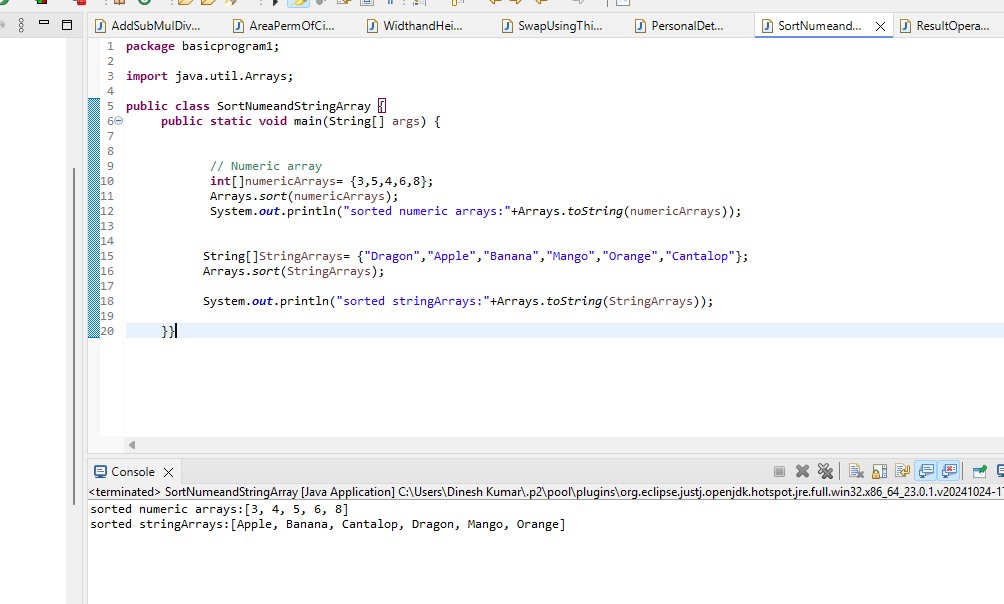 AddSubMulDiv...
AreaPermOfCi...
WidthandHei...
SwapUsingThi...
PersonalDet...
SortNumeand...
ResultOpera...
1 package basicprogram1;
2
3 import java.util.Arrays;
4
5 public class SortNumeandStringArray {
6 public static void main(String[] args) {
7
8
9 // Numeric array
10 int[]numericArrays= {3,5,4,6,8};
11 Arrays.sort(numericArrays);
12 System.out.println("sorted numeric arrays:"+Arrays.toString(numericArrays));
13
14
15 String[]StringArrays= {"Dragon","Apple","Banana","Mango","Orange","Cantalop"};
16 Arrays.sort(StringArrays);
17
18 System.out.println("sorted stringArrays:"+Arrays.toString(StringArrays));
19
20 }}
Console
<terminated> SortNumeandStringArray [Java Application] C:\Users\Dinesh Kumar\.p2\pool\plugins\org.eclipse.justj.openjdk.hotspot.jre.full.win32.x86_64_23.0.1.v20241024-17
sorted numeric arrays:[3, 4, 5, 6, 8]
sorted stringArrays:[Apple, Banana, Cantalop, Dragon, Mango, Orange]